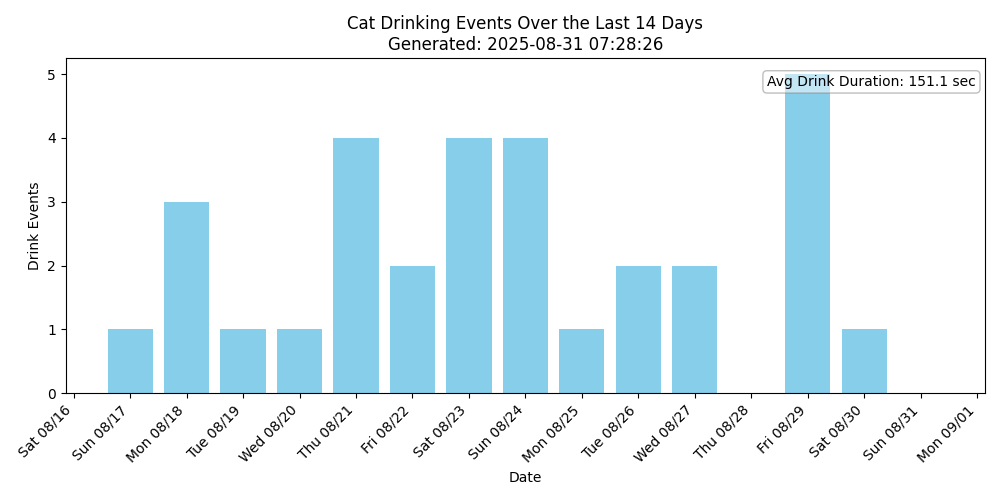 Cat Drinking Events Over the Last 14 Days
Generated: 2025-08-31 07:28:26
Avg Drink Duration: 151.1 sec
Drink Events
5
4
3
2
1
0
Sat 08/16
Sun 08/17
Mon 08/18
Tue 08/19
Wed 08/20
Thu 08/21
Fri 08/22
Sat 08/23
Sun 08/24
Mon 08/25
Tue 08/26
Wed 08/27
Thu 08/28
Fri 08/29
Sat 08/30
Sun 08/31
Mon 09/01
Date